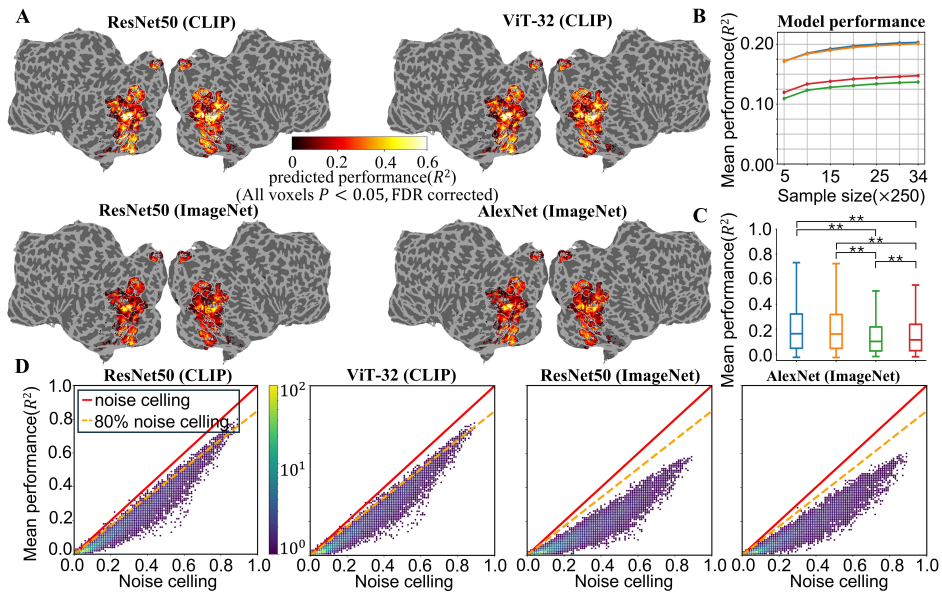 A
ResNet50 (CLIP)
ViT-32 (CLIP)
0 0.2 0.4 0.6
predicted performance(R²)
(All voxels P < 0.05, FDR corrected)
ResNet50 (ImageNet)
AlexNet (ImageNet)
B
Model performance
Mean performance(R²)
0.20
0.10
0.00
5 15 25 34
Sample size(×250)
C
Mean performance(R²)
1.0
0.8
0.6
0.4
0.2
0.0
**
**
**
**
**
D
ResNet50 (CLIP)
ViT-32 (CLIP)
ResNet50 (ImageNet)
AlexNet (ImageNet)
Mean performance(R²)
1.0
0.8
0.6
0.4
0.2
0.0
noise celling
80% noise celling
10²
10¹
10⁰
0.0 0.2 0.4 0.6 0.8 1.0
0.0 0.2 0.4 0.6 0.8 1.0
0.0 0.2 0.4 0.6 0.8 1.0
0.0 0.2 0.4 0.6 0.8 1.0
Noise celling
Noise celling
Noise celling
Noise celling